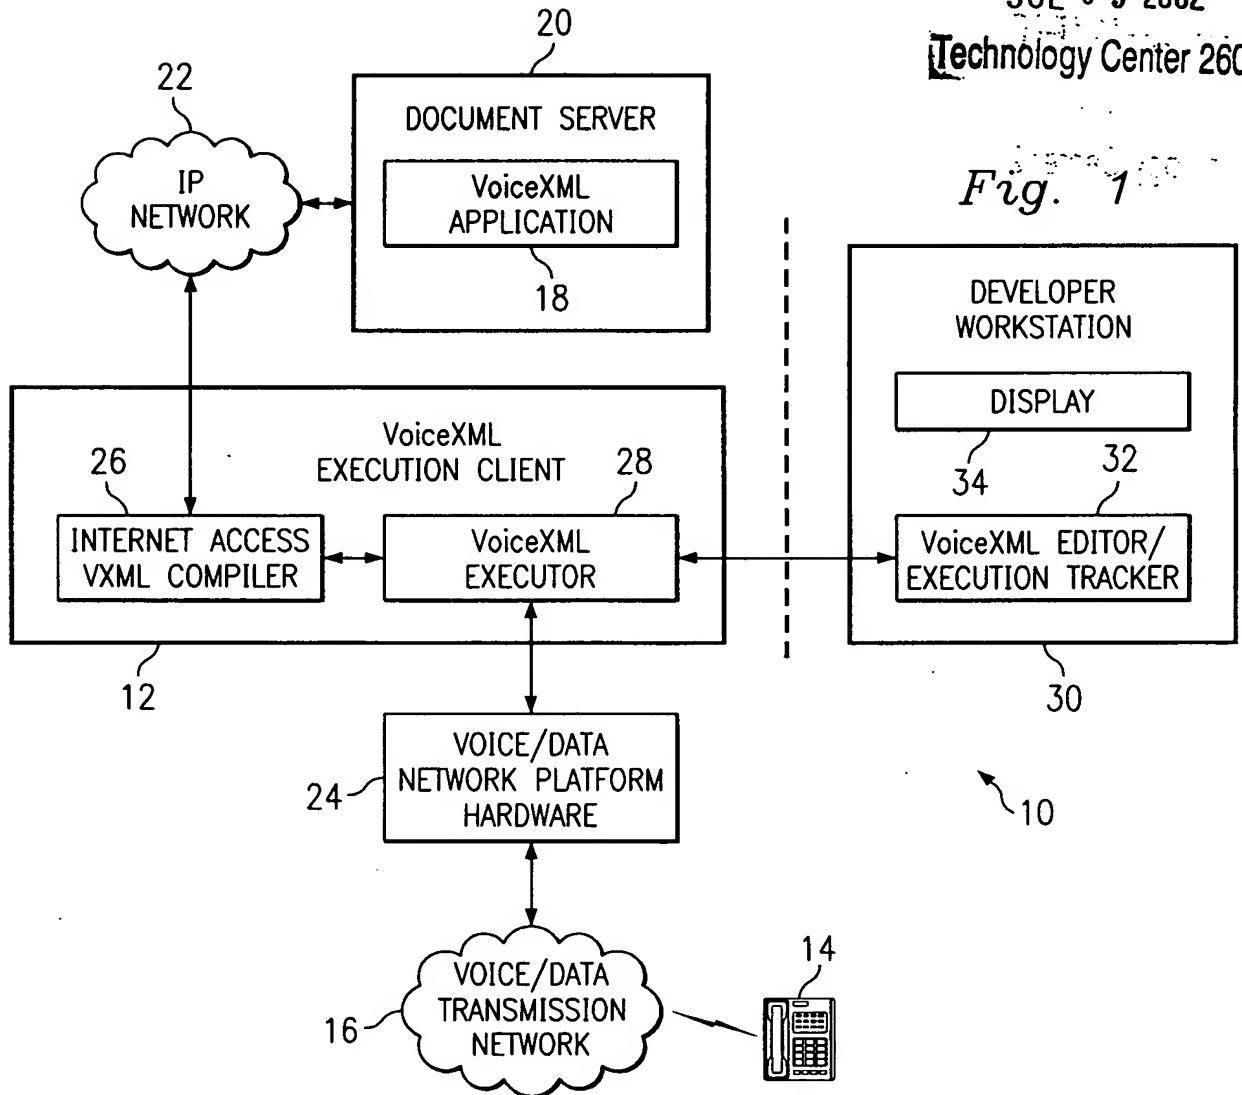 Technology Center 260
Fig. 1
20
22
DOCUMENT SERVER
IP
NETWORK
VoiceXML
APPLICATION
18
DEVELOPER
WORKSTATION
DISPLAY
34
32
VoiceXML
EXECUTION CLIENT
26
28
INTERNET ACCESS
VXML COMPILER
VoiceXML
EXECUTOR
VoiceXML EDITOR/
EXECUTION TRACKER
12
30
VOICE/DATA
NETWORK PLATFORM
HARDWARE
24
10
VOICE/DATA
TRANSMISSION
NETWORK
16
14